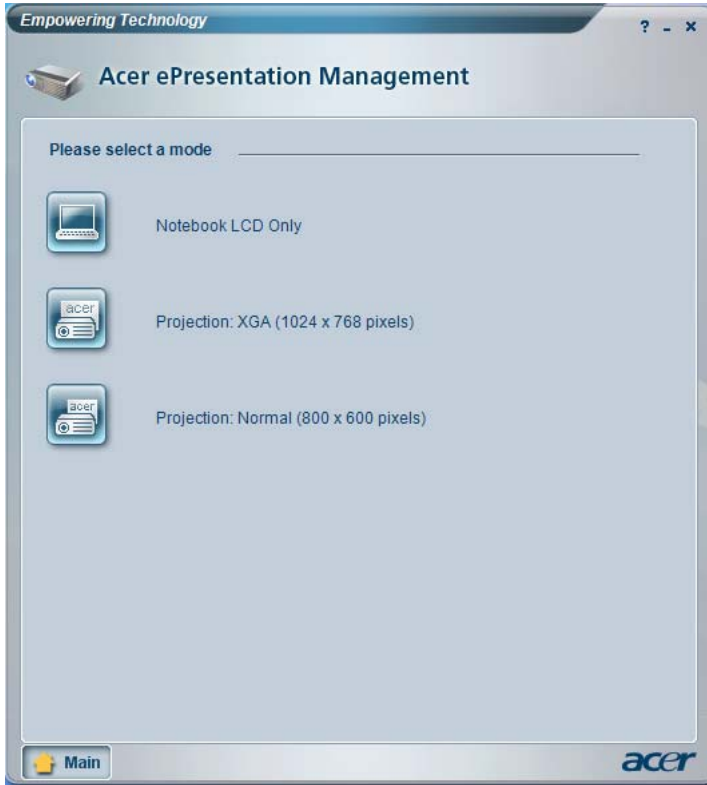 Empowering Technology
? - ×
Acer ePresentation Management
Please select a mode
Notebook LCD Only
acer
Projection: XGA (1024 x 768 pixels)
acer
Projection: Normal (800 x 600 pixels)
Main
acer